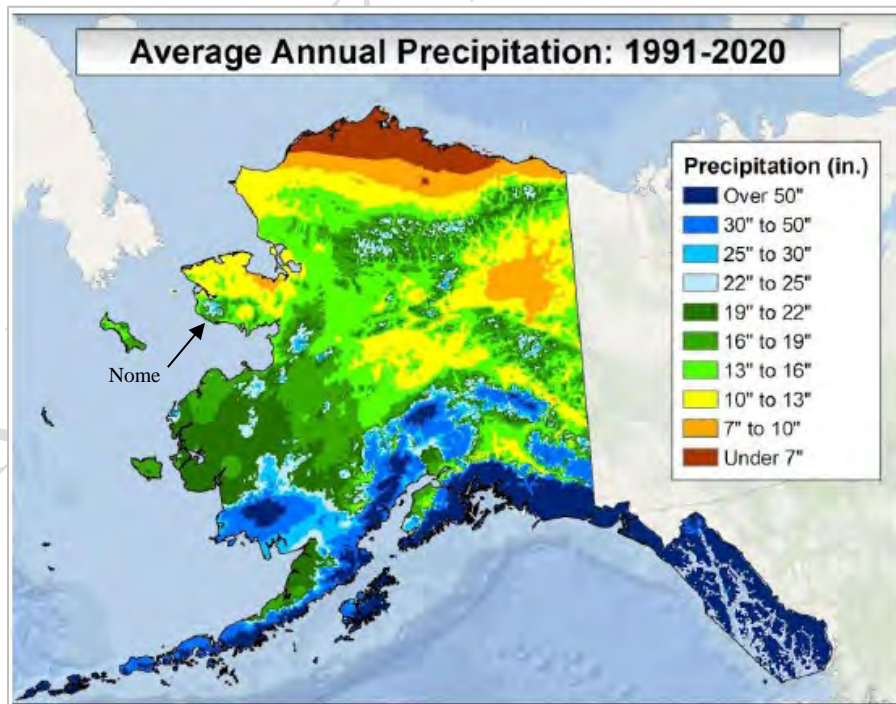 Average Annual Precipitation: 1991-2020
Precipitation (in.)
Over 50"
30" to 50"
25" to 30"
22" to 25"
19" to 22"
16" to 19"
13" to 16"
10" to 13"
7" to 10"
Under 7"
Nome